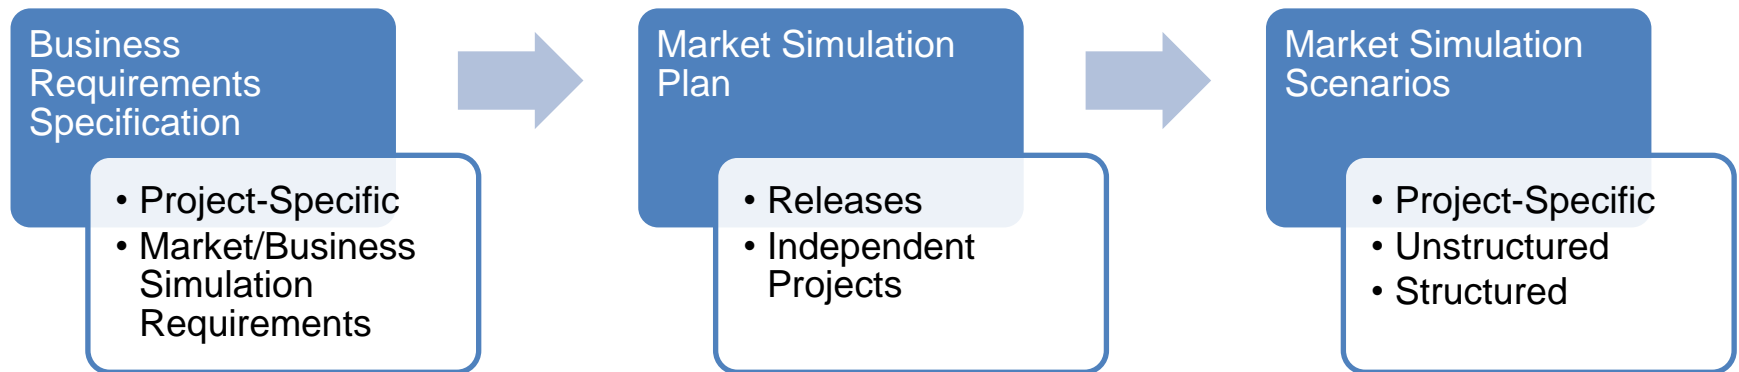 Business
Requirements
Specification
• Project-Specific
• Market/Business
Simulation
Requirements
Market Simulation
Plan
• Releases
• Independent
Projects
Market Simulation
Scenarios
• Project-Specific
• Unstructured
• Structured